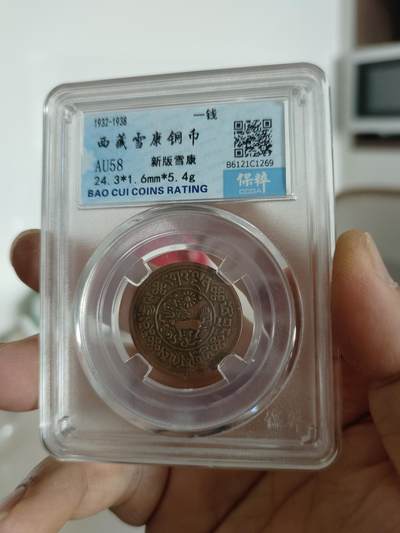 1932-1938 一钱
西藏雪康铜币
AU58 新版雪康 B6121C1269
24.3*1.6mm*5.4g 保粹
BAO CUI COINS RATING